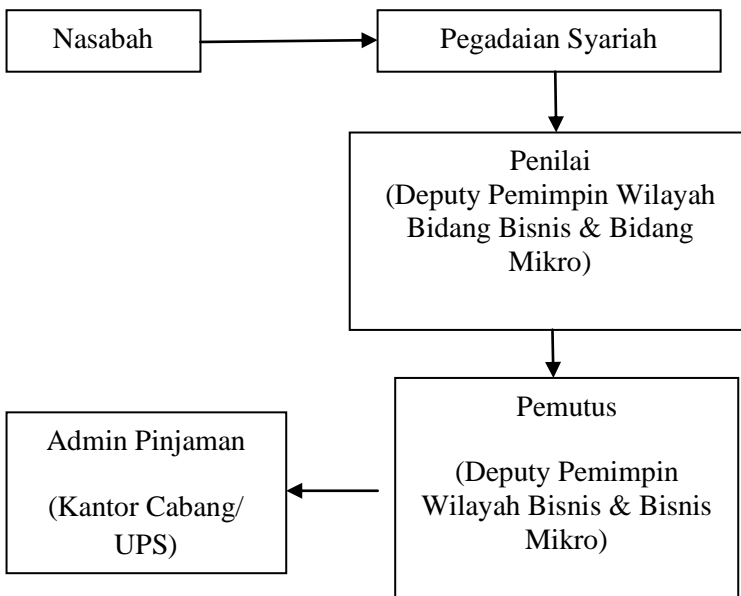 Nasabah
Pegadaian Syariah
Penilai
(Deputy Pemimpin Wilayah
Bidang Bisnis & Bidang
Mikro)
Pemutus
(Deputy Pemimpin
Wilayah Bisnis & Bisnis
Mikro)
Admin Pinjaman
(Kantor Cabang/
UPS)